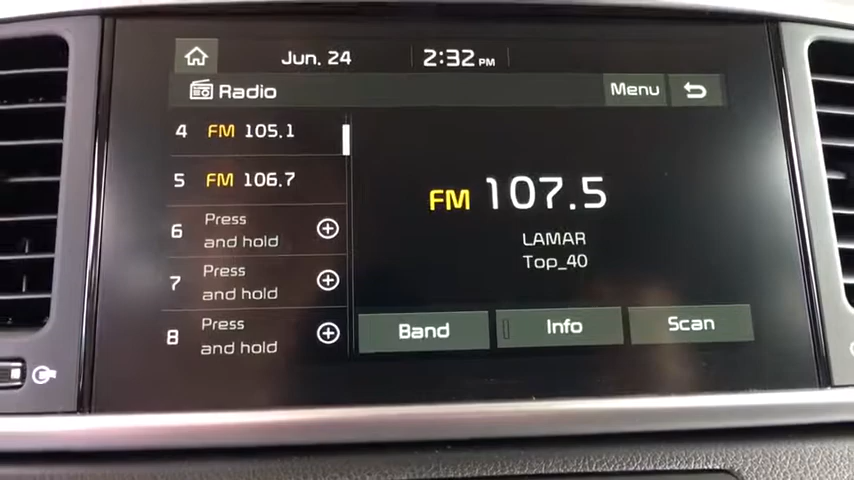 Jun. 24
2:32 PM
Radio
Menu
4 FM 105.1
5 FM 106.7
6 Press
and hold
7 Press
and hold
8 Press
and hold
FM 107.5
LAMAR
Top_40
Band
Info
Scan